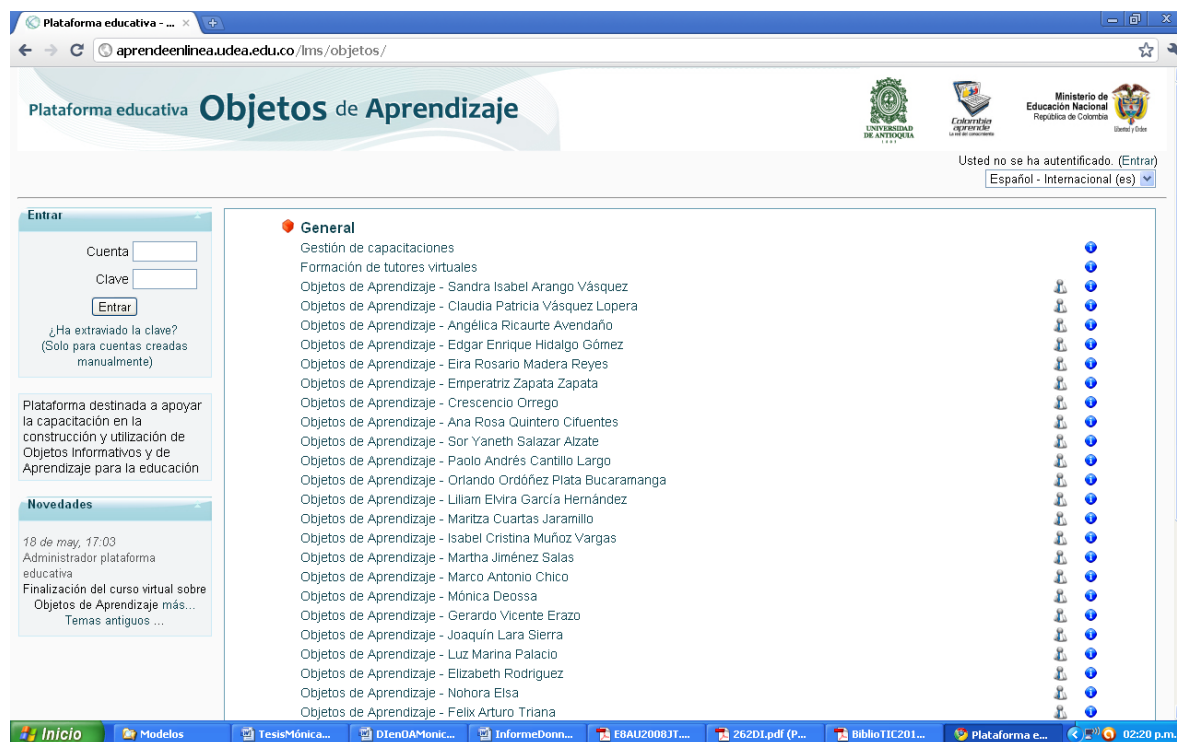 Plataforma educativa - ...
aprendeenlinea.udea.edu.co/lms/objetos/
Plataforma educativa Objetos de Aprendizaje
UNIVERSIDAD
DE ANTIOQUIA
1803
Colombia
aprende
La red del conocimiento
Ministerio de
Educación Nacional
República de Colombia
Libertad y Orden
Usted no se ha autentificado. (Entrar)
Español - Internacional (es)
Entrar
Cuenta
Clave
Entrar
¿Ha extraviado la clave?
(Solo para cuentas creadas
manualmente)
Plataforma destinada a apoyar
la capacitación en la
construcción y utilización de
Objetos Informativos y de
Aprendizaje para la educación
Novedades
18 de may, 17:03
Administrador plataforma
educativa
Finalización del curso virtual sobre
Objetos de Aprendizaje más...
Temas antiguos ...
General
Gestión de capacitaciones
Formación de tutores virtuales
Objetos de Aprendizaje - Sandra Isabel Arango Vásquez
Objetos de Aprendizaje - Claudia Patricia Vásquez Lopera
Objetos de Aprendizaje - Angélica Ricaurte Avendaño
Objetos de Aprendizaje - Edgar Enrique Hidalgo Gómez
Objetos de Aprendizaje - Eira Rosario Madera Reyes
Objetos de Aprendizaje - Emperatriz Zapata Zapata
Objetos de Aprendizaje - Crescencio Orrego
Objetos de Aprendizaje - Ana Rosa Quintero Cifuentes
Objetos de Aprendizaje - Sor Yaneth Salazar Alzate
Objetos de Aprendizaje - Paolo Andrés Cantillo Largo
Objetos de Aprendizaje - Orlando Ordóñez Plata Bucaramanga
Objetos de Aprendizaje - Liliam Elvira García Hernández
Objetos de Aprendizaje - Maritza Cuartas Jaramillo
Objetos de Aprendizaje - Isabel Cristina Muñoz Vargas
Objetos de Aprendizaje - Martha Jiménez Salas
Objetos de Aprendizaje - Marco Antonio Chico
Objetos de Aprendizaje - Mónica Deossa
Objetos de Aprendizaje - Gerardo Vicente Erazo
Objetos de Aprendizaje - Joaquín Lara Sierra
Objetos de Aprendizaje - Luz Marina Palacio
Objetos de Aprendizaje - Elizabeth Rodriguez
Objetos de Aprendizaje - Nohora Elsa
Objetos de Aprendizaje - Felix Arturo Triana
Inicio Modelos TesisMónica... DIenOAMonic... InformeDonn... E8AU2008JT.... 262DI.pdf (P... BiblioTIC201... Plataforma e... 02:20 p.m.